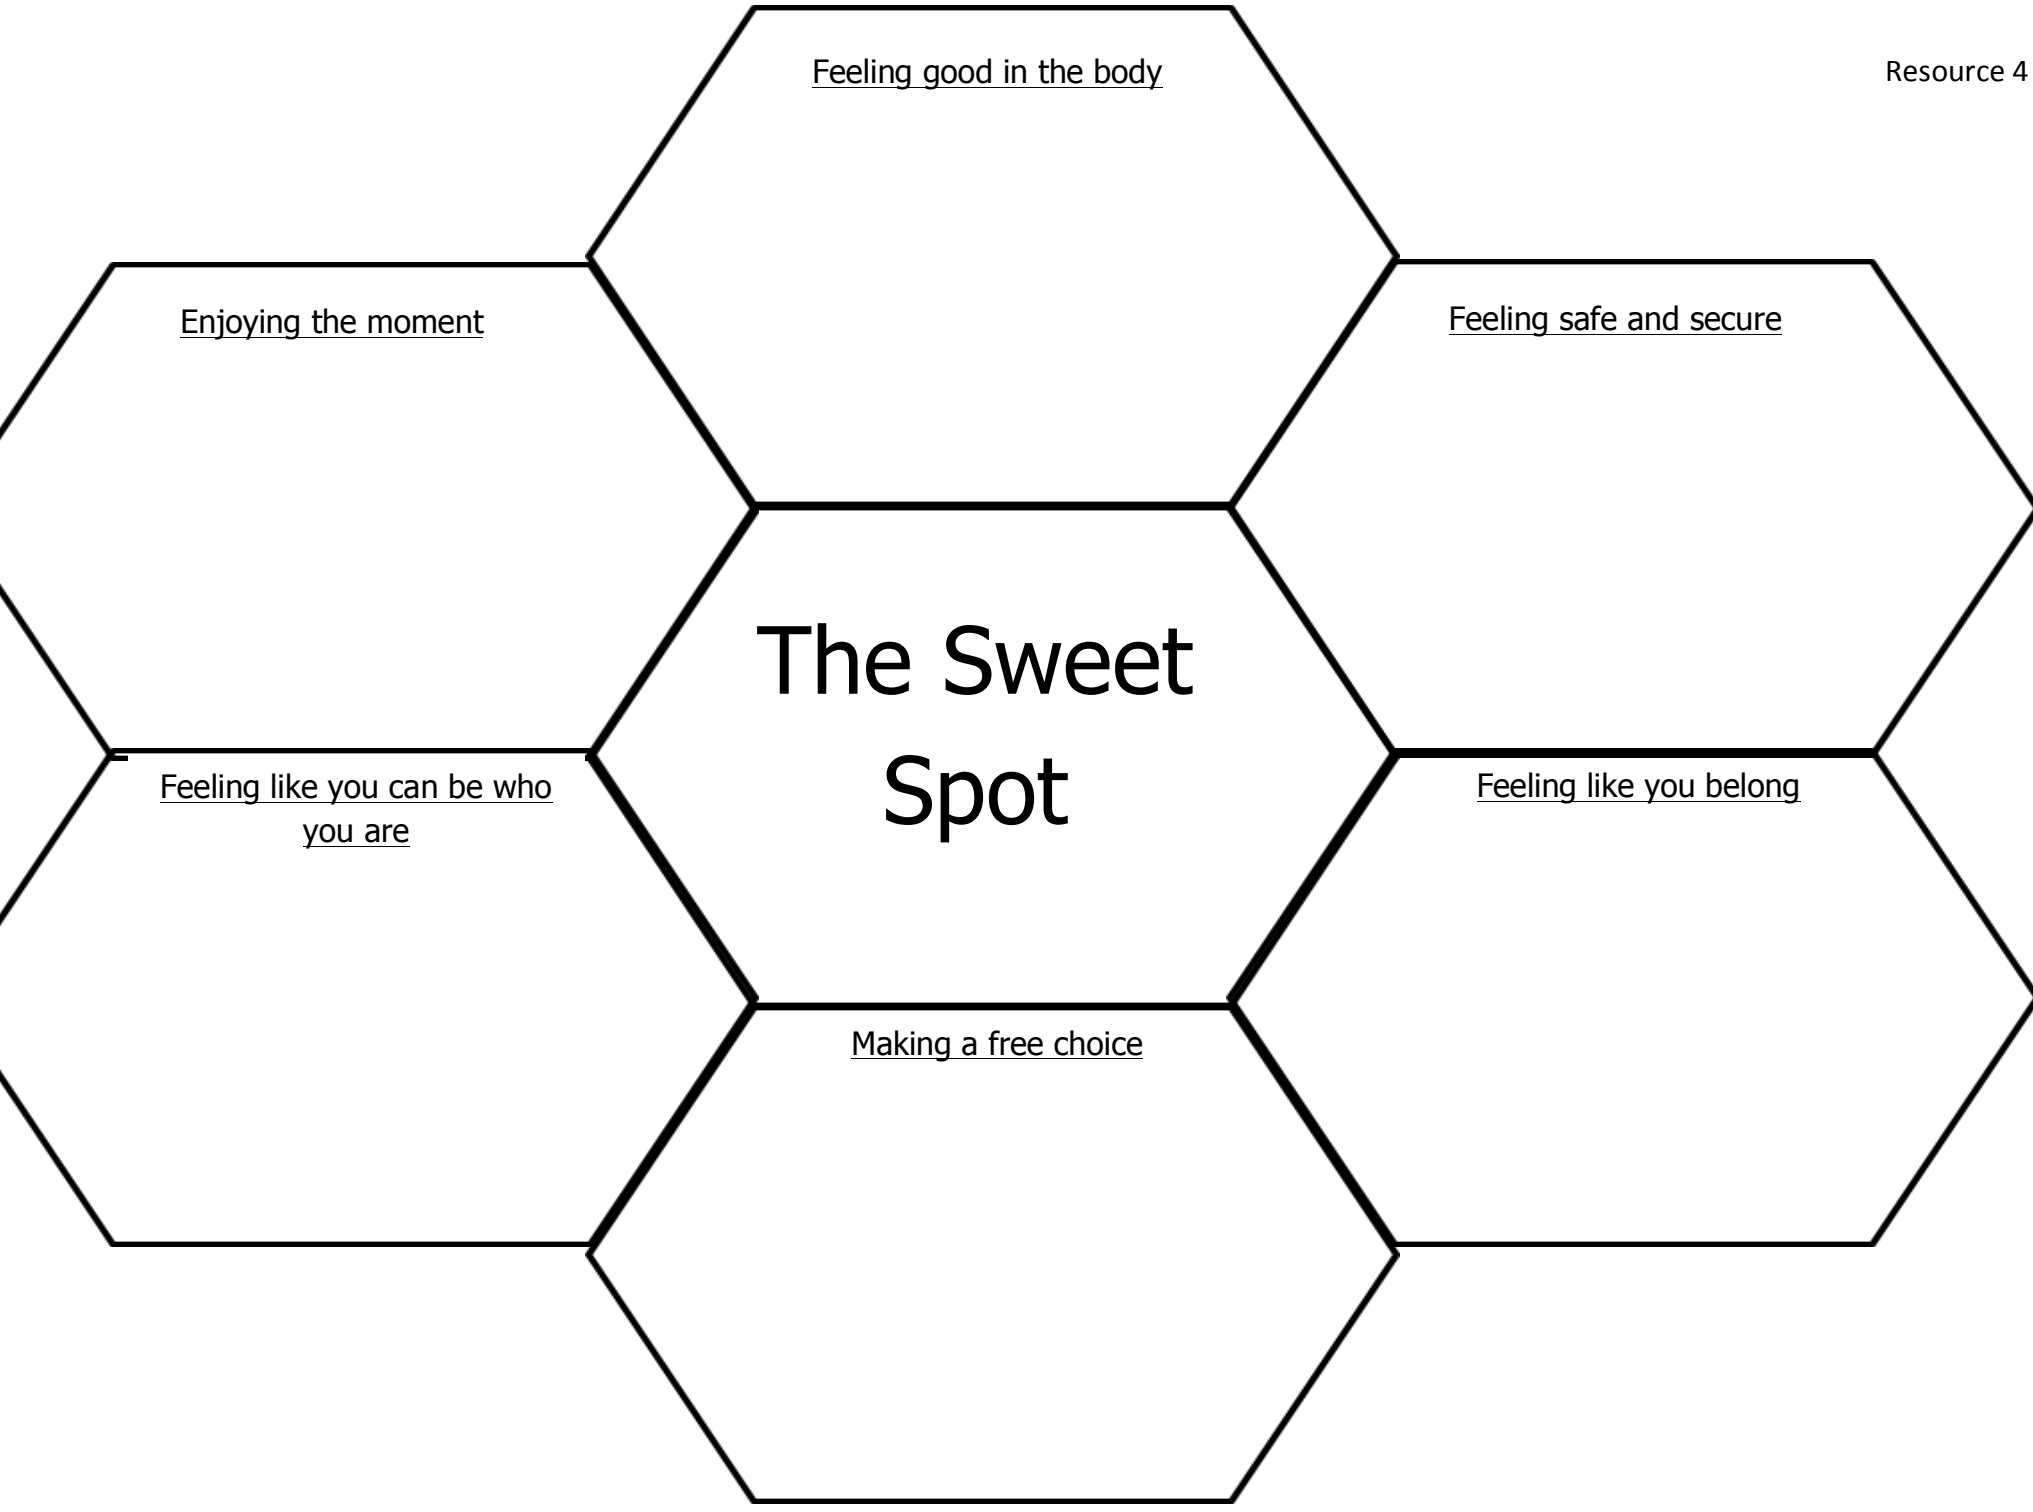 Resource 4
Feeling good in the body
Enjoying the moment
Feeling safe and secure
The Sweet
Spot
Feeling like you can be who
you are
Feeling like you belong
Making a free choice